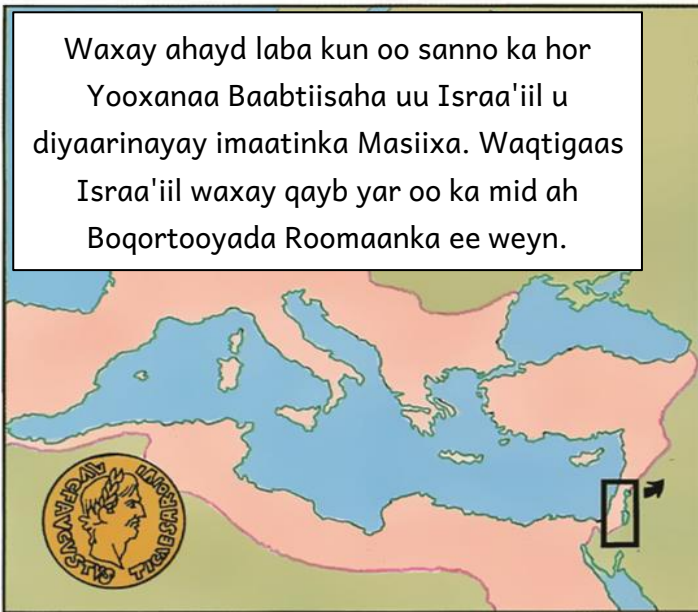 Waxay ahayd laba kun oo sanno ka hor
Yooxanaa Baabtiisaha uu Israa'iil u
diyaarinayay imaatinka Masiixa. Waqtigaas
Israa'iil waxay qayb yar oo ka mid ah
Boqortooyada Roomaanka ee weyn.